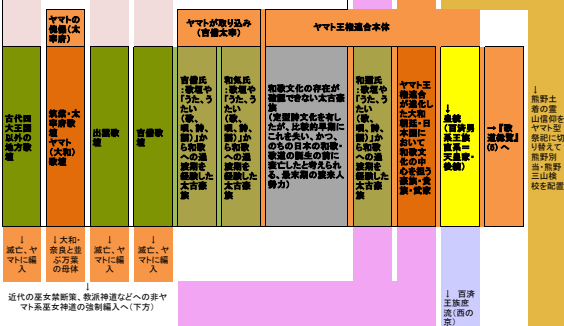 ヤマトの
傀儡(太
宰府)
ヤマトが取り込み
(吉備太宰)
ヤマト王権連合本体
古代四
大王国
以外の
地方歌
壇
筑紫・太
宰府歌
壇
ヤマト
(大和)
歌壇
出雲歌
壇
吉備歌
壇
吉備氏
:歌垣や
「うた、う
たい
(歌、
唄、詩、
謡)」か
ら和歌
への過
渡期を
経験し
た太古豪
族
和気氏
:歌垣や
「うた、う
たい
(歌、
唄、詩、
謡)」か
ら和歌
への過
渡期を
経験し
た太古豪
族
和歌文化の存在が
確認できない太古豪
族
(定型詩文化を有し
たが、比較的早期に
これを失い、かつ、
のちの日本の和歌・
歌道の誕生の前に
滅亡したと考えられ
る、最末期の渡来人
勢力)
和邇氏
:歌垣や
「うた、う
たい
(歌、
唄、詩、
謡)」か
ら和歌
への過
渡期を
経験した
太古豪
族
ヤマト王
権連合
が進化し
た大和
朝廷・日
本国に
おいて
和歌文
化の中
心を担う
豪族・貴
族・武家
↓
皇統
(百済男
系王族
直系=
天皇家・
後統)
→『歌
道総覧』
(5)へ
↓
熊野土
着の霊
山信仰を
ヤマト型
祭祀に切
り替えて
熊野別
当・熊野
三山検
校を配置
↓
滅亡、ヤ
マトに編
入
↓大和・
奈良と並
ぶ万葉
の母体
↓
滅亡、ヤ
マトに編
入
↓
滅亡、ヤ
マトに編
入
↓
近代の巫女禁断策、教派神道などへの非ヤ
マト系巫女神道の強制編入へ(下方)
↓ 百済
王族庶
流(西の
京)